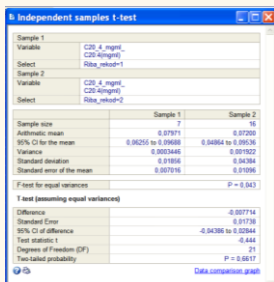 Independent samples t-test
Sample 1
Variable C20_4_mgml_
C20:4(mg/ml)
Select Riba_rekod=1
Sample 2
Variable C20_4_mgml_
C20:4(mg/ml)
Select Riba_rekod=2
Sample 1 Sample 2
Sample size 7 16
Arithmetic mean 0,07971 0,07200
95% CI for the mean 0,06255 to 0,09688 0,04864 to 0,09536
Variance 0,0003446 0,001922
Standard deviation 0,01856 0,04384
Standard error of the mean 0,007016 0,01096
F-test for equal variances P = 0,043
T-test (assuming equal variances)
Difference -0,007714
Standard Error 0,01738
95% CI of difference -0,04386 to 0,02844
Test statistic t -0,444
Degrees of Freedom (DF) 21
Two-tailed probability P = 0,6617
Data comparison graph